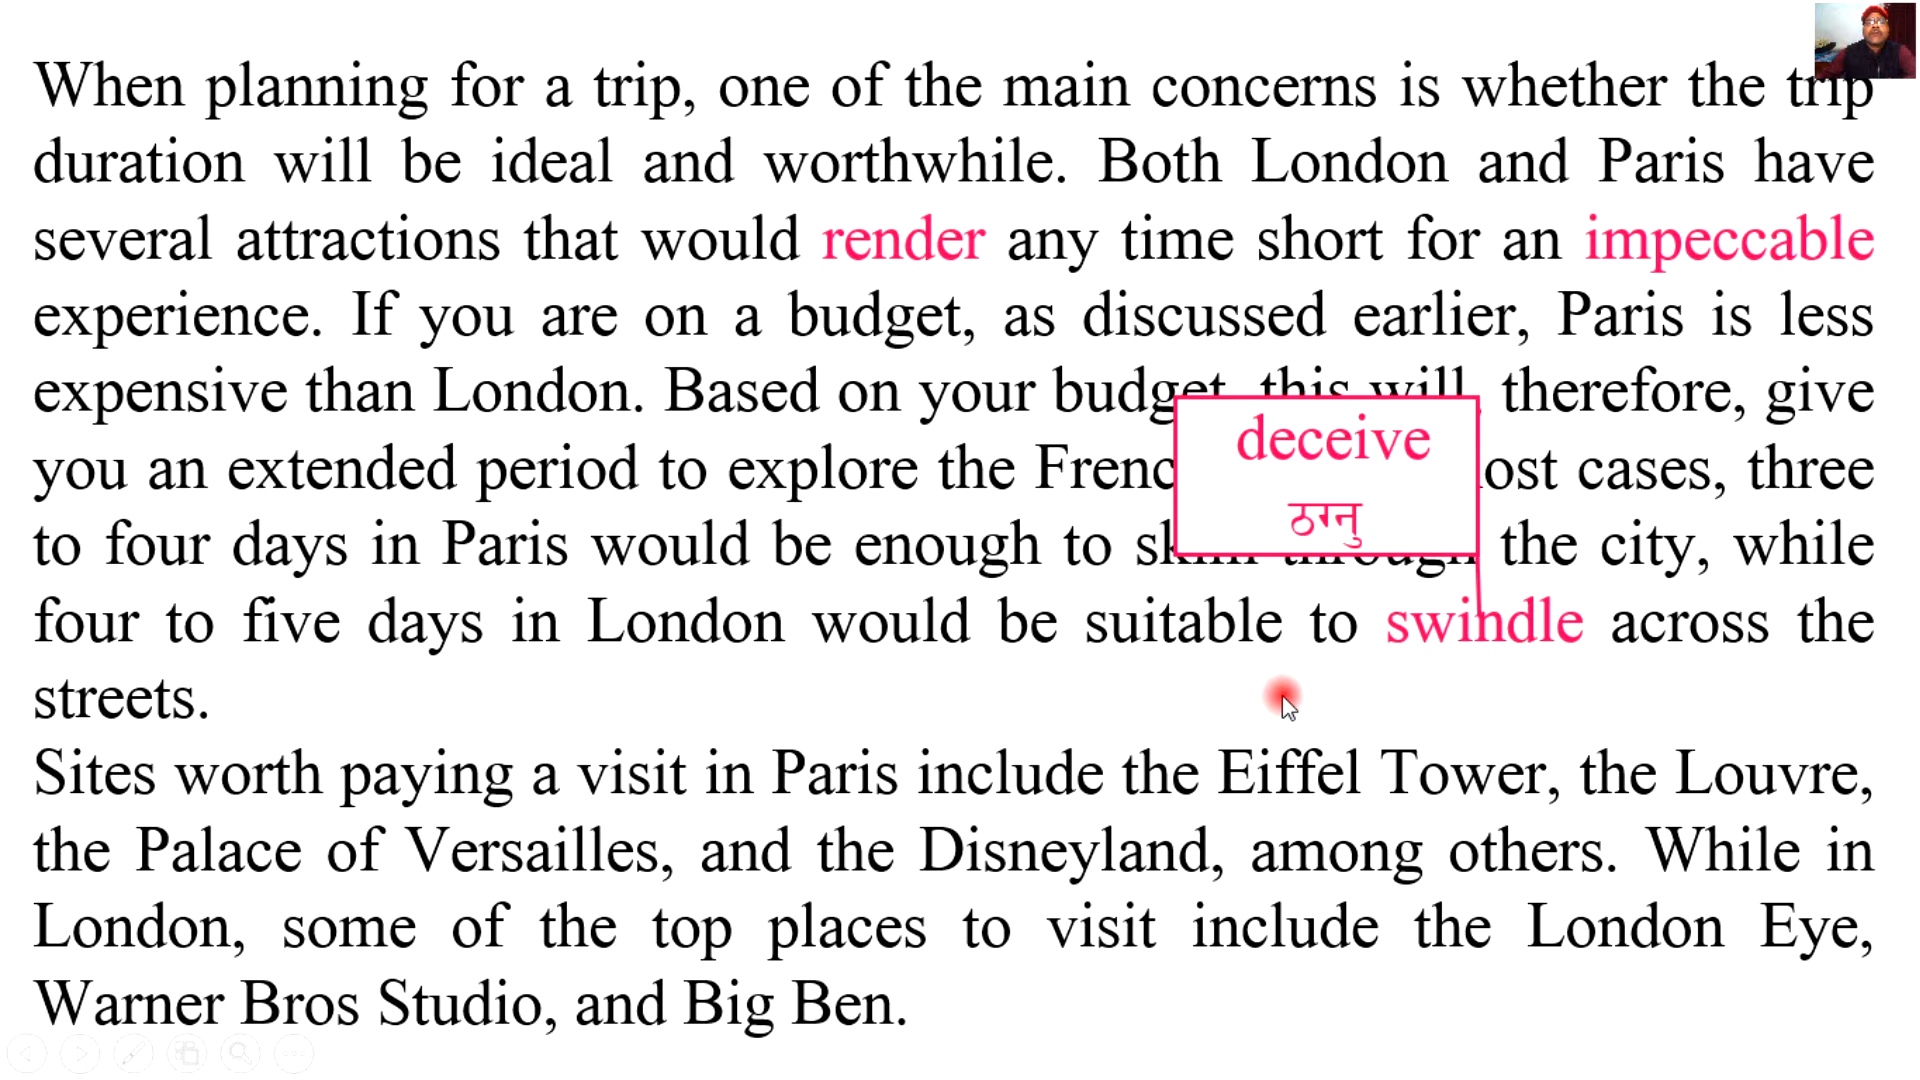 When planning for a trip, one of the main concerns is whether the trip
duration will be ideal and worthwhile. Both London and Paris have
several attractions that would render any time short for an impeccable
experience. If you are on a budget, as discussed earlier, Paris is less
expensive than London. Based on your budget, this will, therefore, give
deceive
you an extended period to explore the Frenc ost cases, three
ठग्नु
to four days in Paris would be enough to skim through the city, while
four to five days in London would be suitable to swindle across the
streets.
Sites worth paying a visit in Paris include the Eiffel Tower, the Louvre,
the Palace of Versailles, and the Disneyland, among others. While in
London, some of the top places to visit include the London Eye,
Warner Bros Studio, and Big Ben.